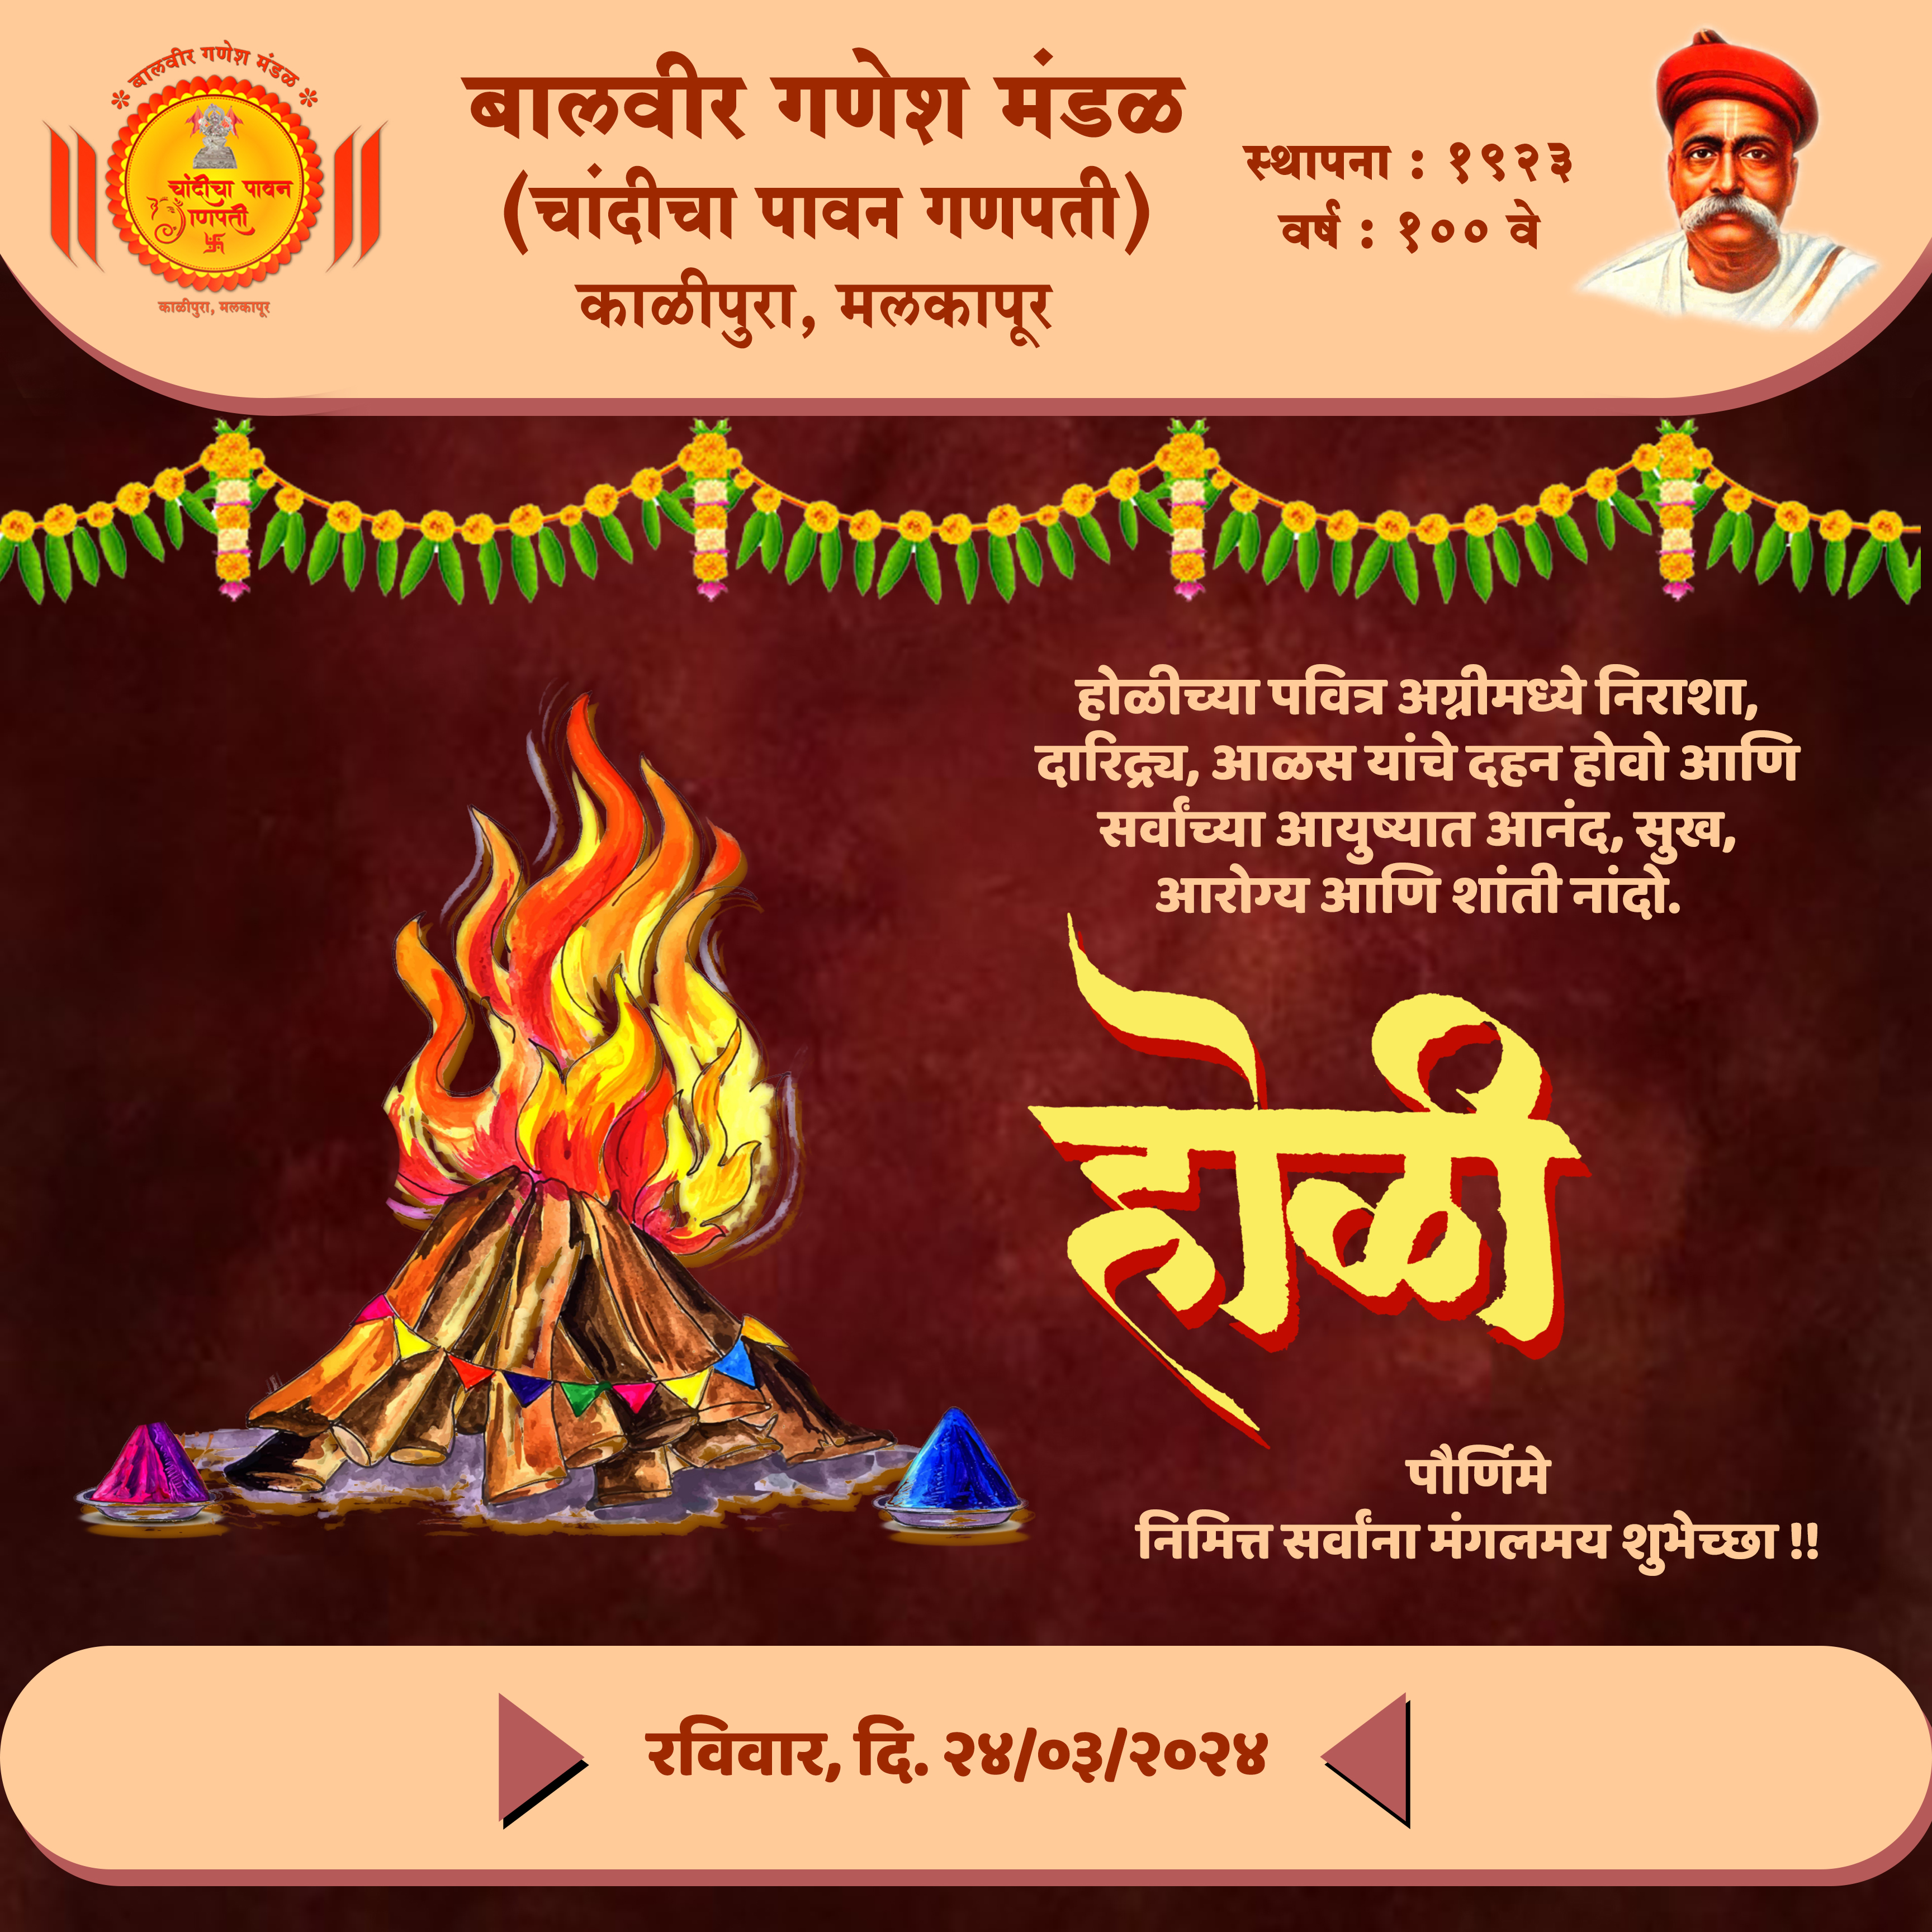 बालवीर गणेश मंडळ
चांदीचा पावन
गणपती
काळीपुरा, मलकापूर
बालवीर गणेश मंडळ
(चांदीचा पावन गणपती)
काळीपुरा, मलकापूर
स्थापना : १९२३
वर्ष : १०० वे
होळीच्या पवित्र अग्नीमध्ये निराशा,
दारिद्र्य, आळस यांचे दहन होवो आणि
सर्वांच्या आयुष्यात आनंद, सुख,
आरोग्य आणि शांती नांदो.
होळी
पौर्णिमे
निमित्त सर्वांना मंगलमय शुभेच्छा !!
रविवार, दि. २४/०३/२०२४